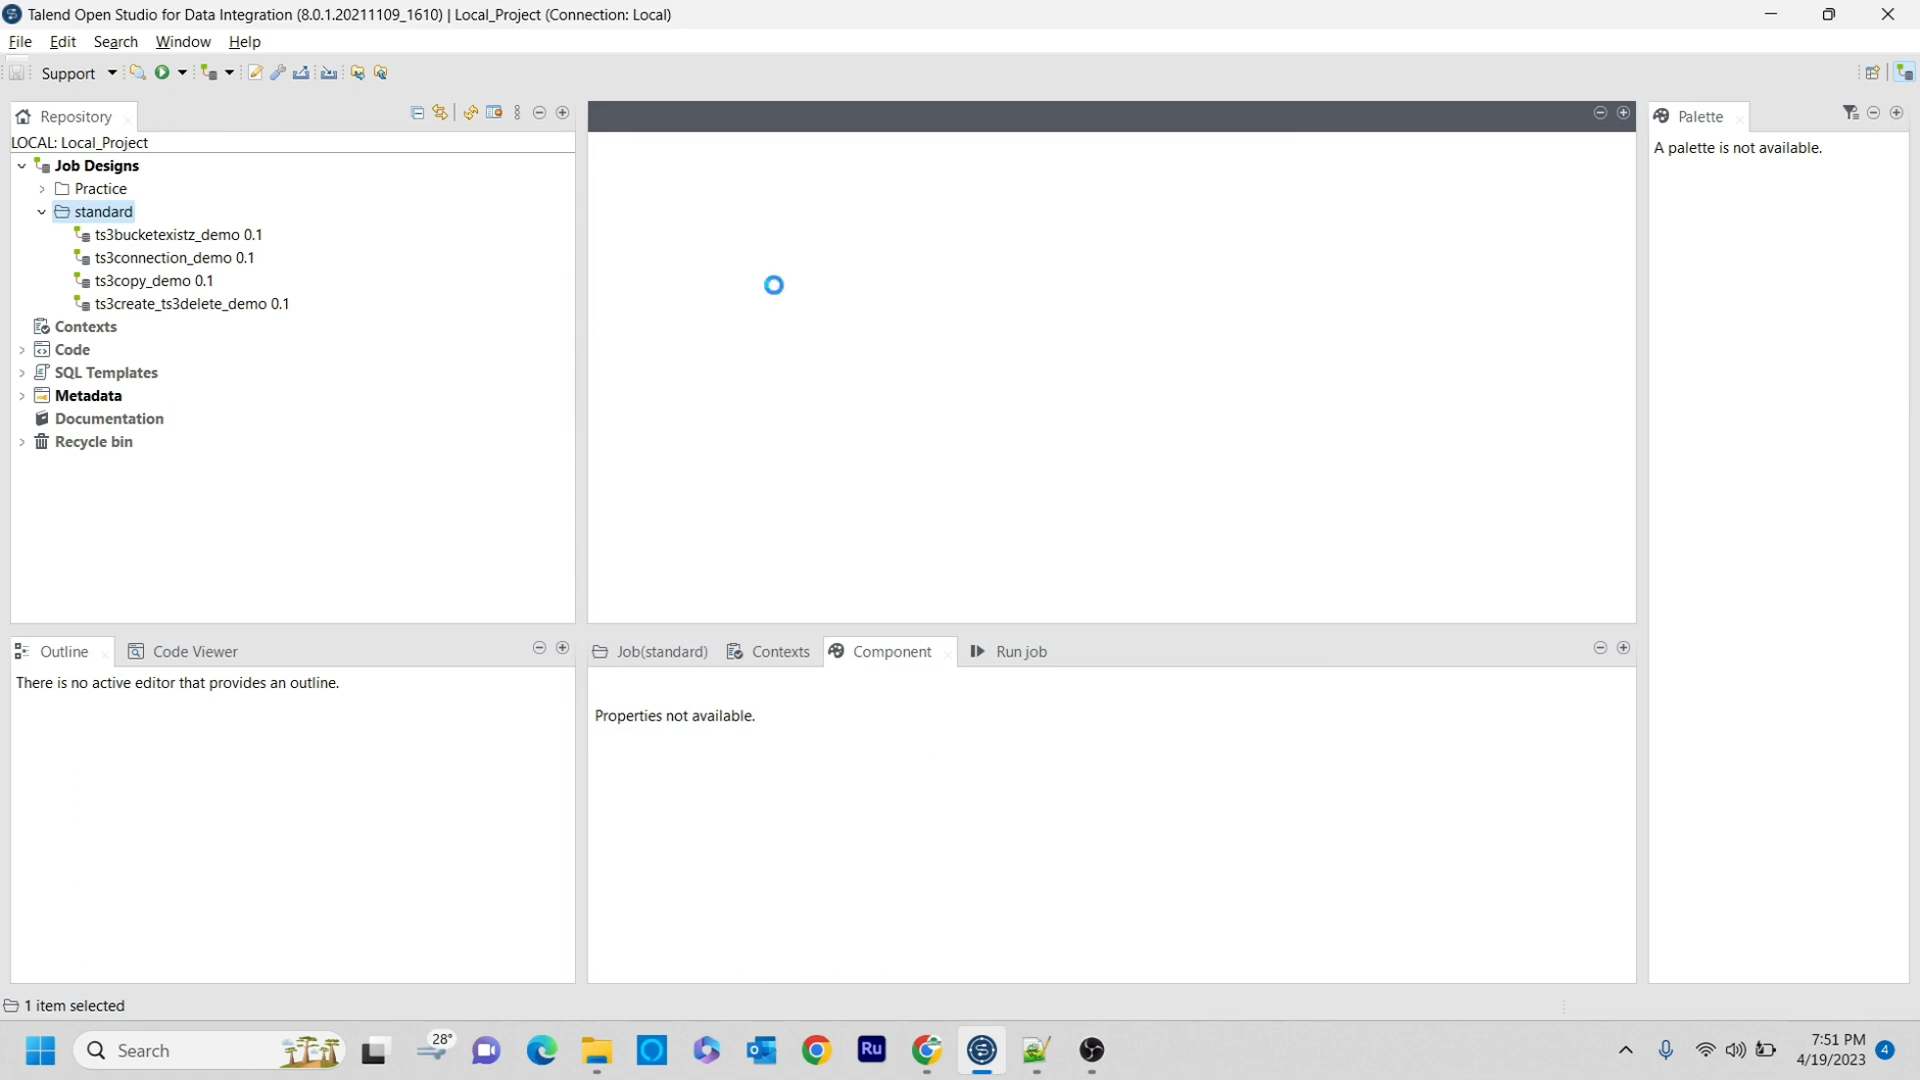 Talend Open Studio for Data Integration (8.0.1.20211109_1610) | Local_Project (Connection: Local)
File Edit Search Window Help
Support
Repository
LOCAL: Local_Project
Job Designs
Practice
standard
ts3bucketexistz_demo 0.1
ts3connection_demo 0.1
ts3copy_demo 0.1
ts3create_ts3delete_demo 0.1
Contexts
Code
SQL Templates
Metadata
Documentation
Recycle bin
Palette
A palette is not available.
Outline Code Viewer
There is no active editor that provides an outline.
Job(standard) Contexts Component Run job
Properties not available.
1 item selected
Search
28°
Ru
7:51 PM
4/19/2023
4